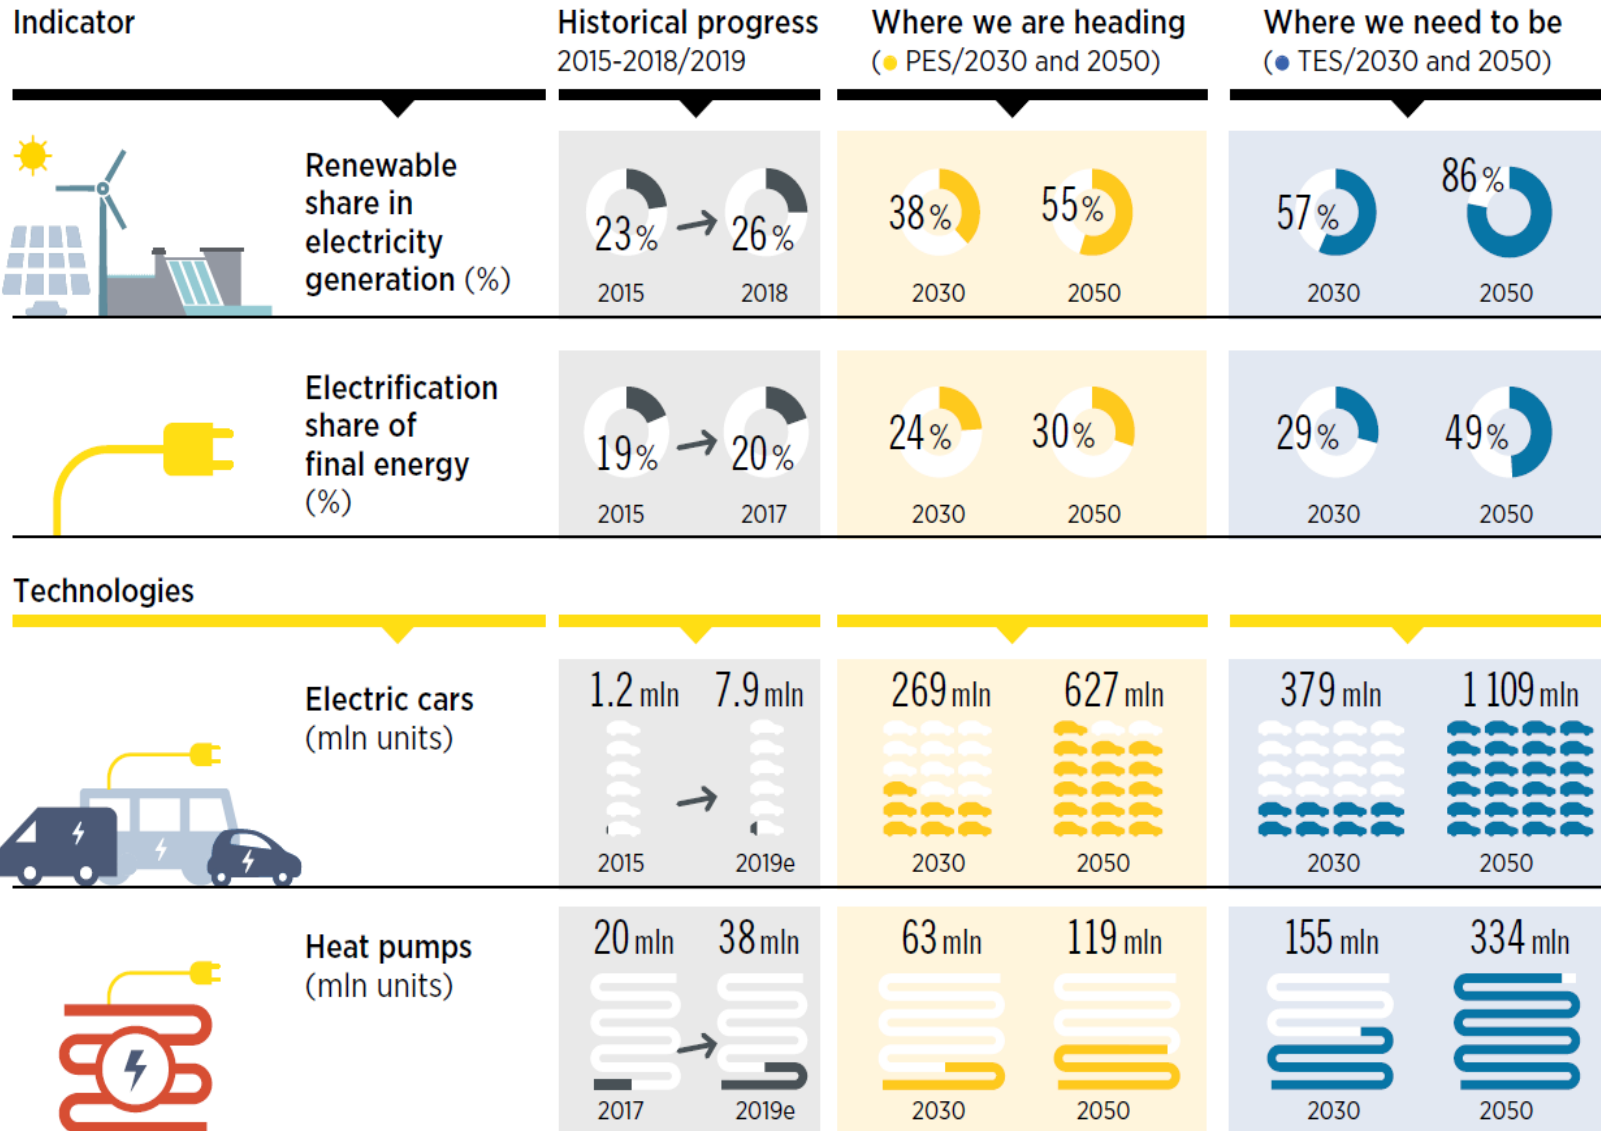 Indicator
Historical progress
2015-2018/2019
Where we are heading
(● PES/2030 and 2050)
Where we need to be
(● TES/2030 and 2050)
Renewable
share in
electricity
generation (%)
23% → 26%
2015 2018
38% 55%
2030 2050
57% 86%
2030 2050
Electrification
share of
final energy
(%)
19% → 20%
2015 2017
24% 30%
2030 2050
29% 49%
2030 2050
Technologies
Electric cars
(mln units)
1.2 mln 7.9 mln
2015 2019e
269 mln 627 mln
2030 2050
379 mln 1 109 mln
2030 2050
Heat pumps
(mln units)
20 mln 38 mln
2017 2019e
63 mln 119 mln
2030 2050
155 mln 334 mln
2030 2050